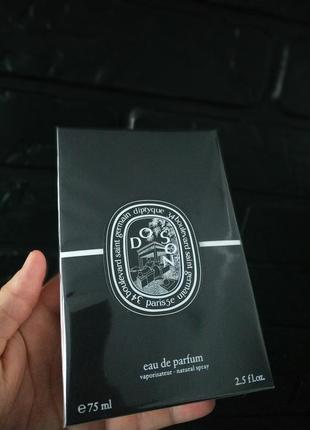 34 boulevard saint germain diptyque 34 boulevard saint germain paris5e
DO
SON
eau de parfum
vaporisateur - natural spray
e 75 ml
2.5 fl.oz.